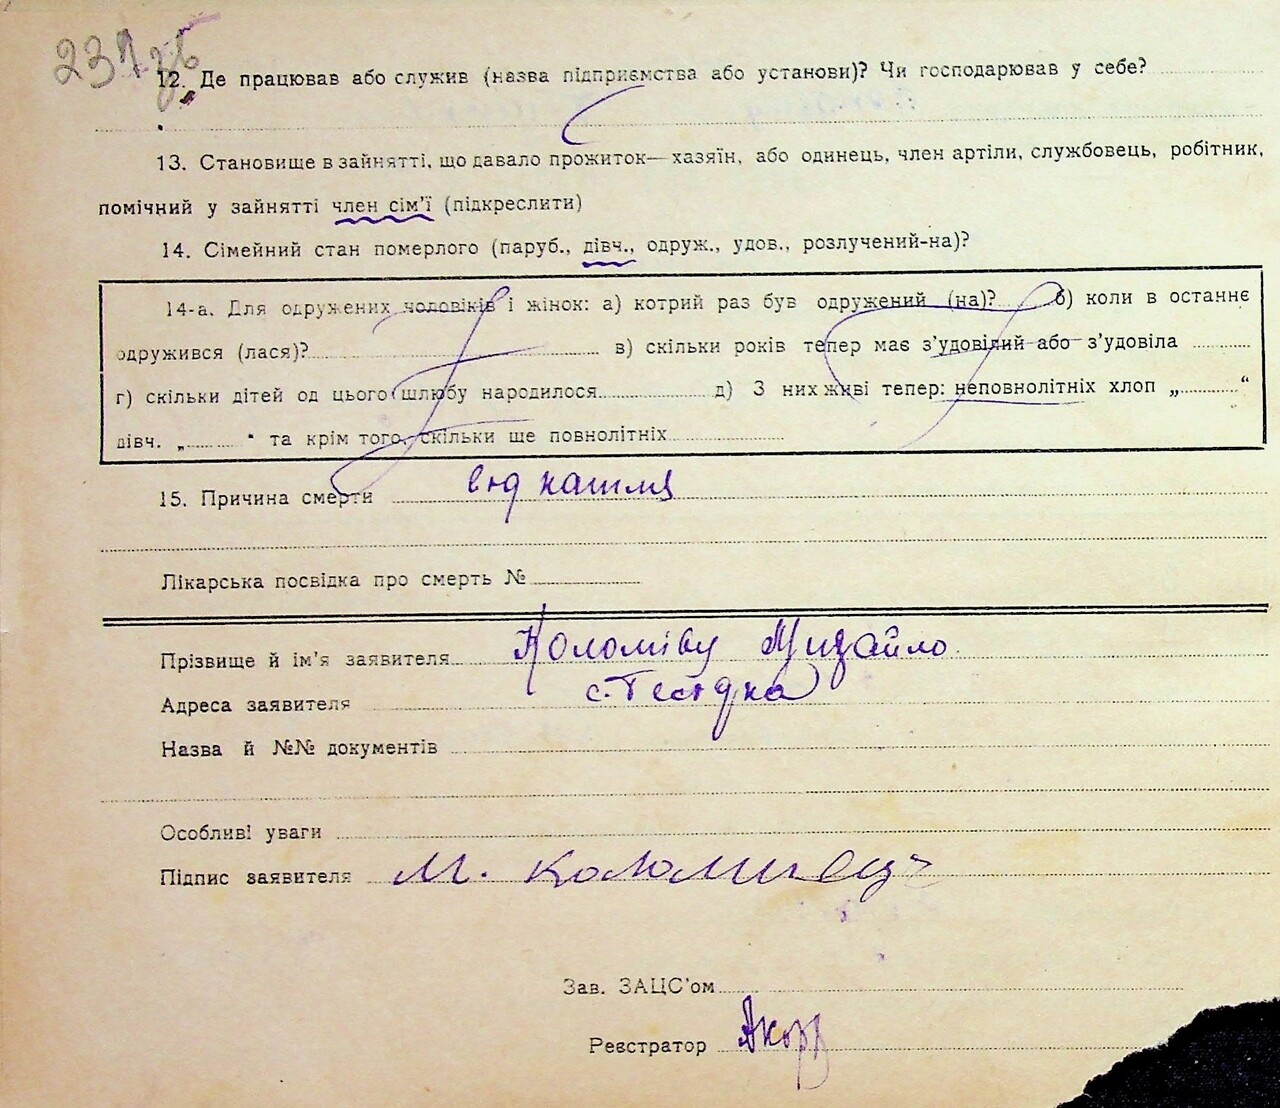 12. Де працював або служив (назва підприємства або установи)? Чи господарював у себе?
13. Становище в зайнятті, що давало прожиток — хазяїн, або одинець, член артіли, службовець, робітник,
помічний у зайнятті член сім'ї (підкреслити)
14. Сімейний стан померлого (паруб., дівч., одруж., удов., розлучений-на)?
14-а. Для одружених чоловіків і жінок: а) котрий раз був одружений (на)? б) коли в останнє
одружився (лася)? в) скільки років тепер має з'удовілий або з'удовіла
г) скільки дітей од цього шлюбу народилося д) З них живі тепер: неповнолітніх хлоп „ “
дівч. „ “ та крім того, скільки ще повнолітніх
15. Причина смерти од кашля
Лікарська посвідка про смерть №
Прізвище й ім'я заявителя Михайло
Адреса заявителя с.
Назва й №№ документів
Особливі уваги
Підпис заявителя М. Коломиець
Зав. ЗАЦС'ом
Реєстратор